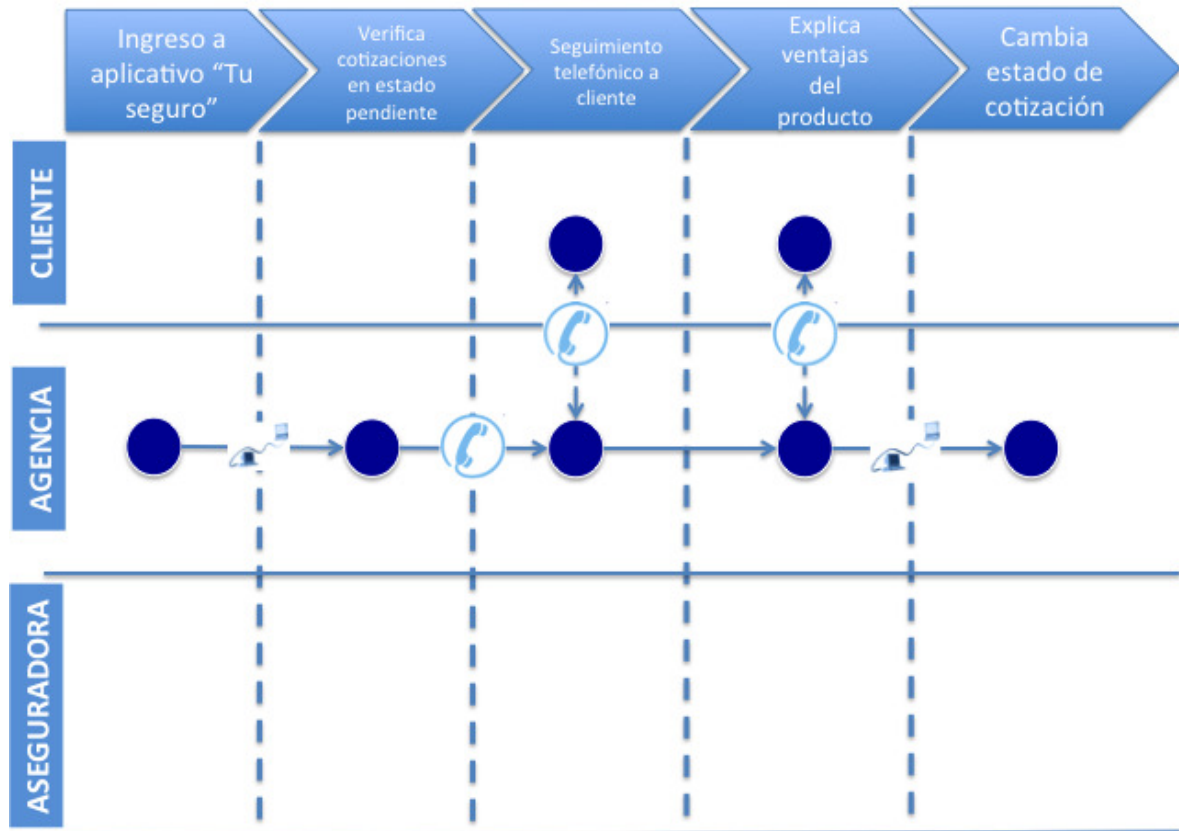 Ingreso a
aplicativo “Tu
seguro”
Verifica
cotizaciones
en estado
pendiente
Seguimiento
telefónico a
cliente
Explica
ventajas
del
producto
Cambia
estado de
cotización
CLIENTE
AGENCIA
ASEGURADORA